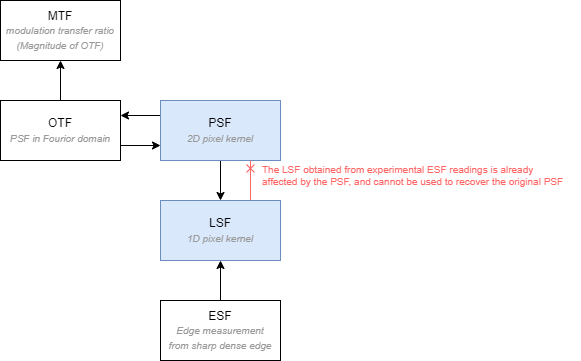 MTF
modulation transfer ratio
(Magnitude of OTF)
OTF
PSF in Fourior domain
PSF
2D pixel kernel
The LSF obtained from experimental ESF readings is already
affected by the PSF, and cannot be used to recover the original PSF
LSF
1D pixel kernel
ESF
Edge measurement
from sharp dense edge